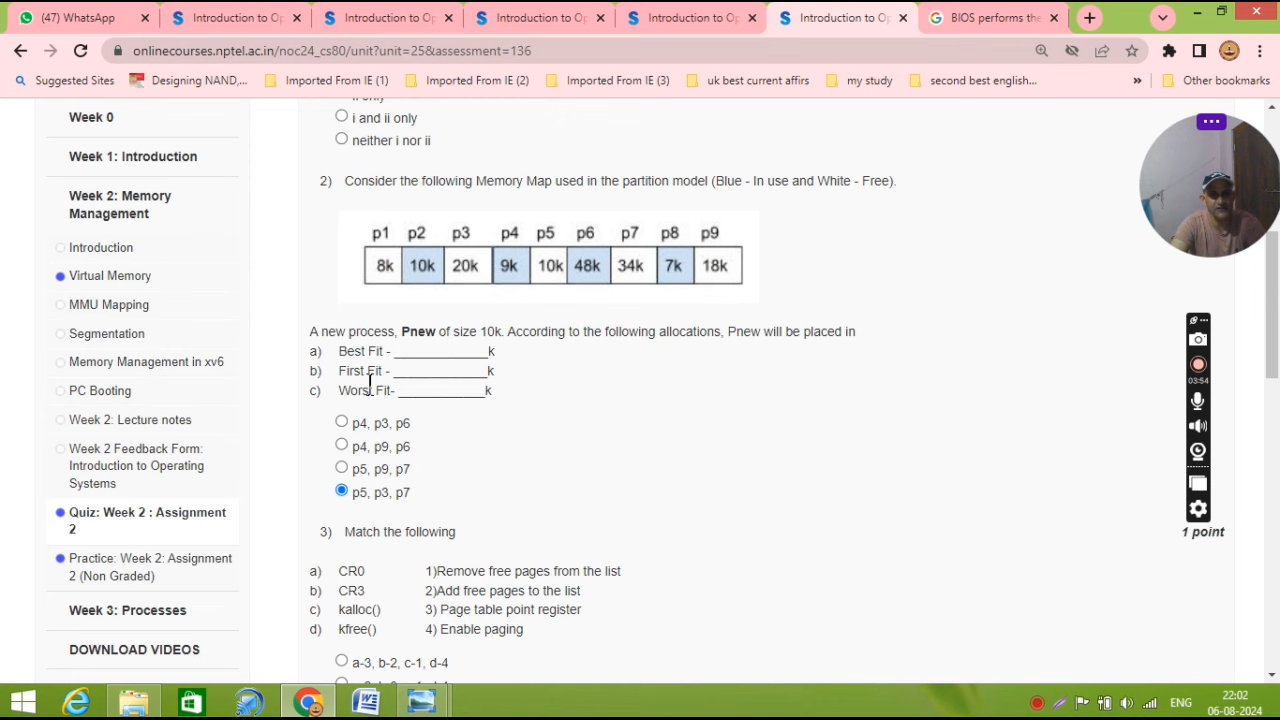 (47) WhatsApp
Introduction to Op
Introduction to Op
Introduction to Op
Introduction to Op
Introduction to Op
BIOS performs the
onlinecourses.nptel.ac.in/noc24_cs80/unit?unit=25&assessment=136
Suggested Sites
Designing NAND,...
Imported From IE (1)
Imported From IE (2)
Imported From IE (3)
uk best current affirs
my study
second best english...
»
Other bookmarks
Week 0
Week 1: Introduction
Week 2: Memory
Management
Introduction
Virtual Memory
MMU Mapping
Segmentation
Memory Management in xv6
PC Booting
Week 2: Lecture notes
Week 2 Feedback Form:
Introduction to Operating
Systems
Quiz: Week 2 : Assignment
2
Practice: Week 2: Assignment
2 (Non Graded)
Week 3: Processes
DOWNLOAD VIDEOS
ii only
i and ii only
neither i nor ii
2) Consider the following Memory Map used in the partition model (Blue - In use and White - Free).
p1 p2 p3 p4 p5 p6 p7 p8 p9
8k 10k 20k 9k 10k 48k 34k 7k 18k
A new process, Pnew of size 10k. According to the following allocations, Pnew will be placed in
a) Best Fit - _____________k
b) First Fit - _____________k
c) Worst Fit- ____________k
p4, p3, p6
p4, p9, p6
p5, p9, p7
p5, p3, p7
1 point
3) Match the following
a) CR0 1)Remove free pages from the list
b) CR3 2)Add free pages to the list
c) kalloc() 3) Page table point register
d) kfree() 4) Enable paging
a-3, b-2, c-1, d-4
03:54
ENG
22:02
06-08-2024